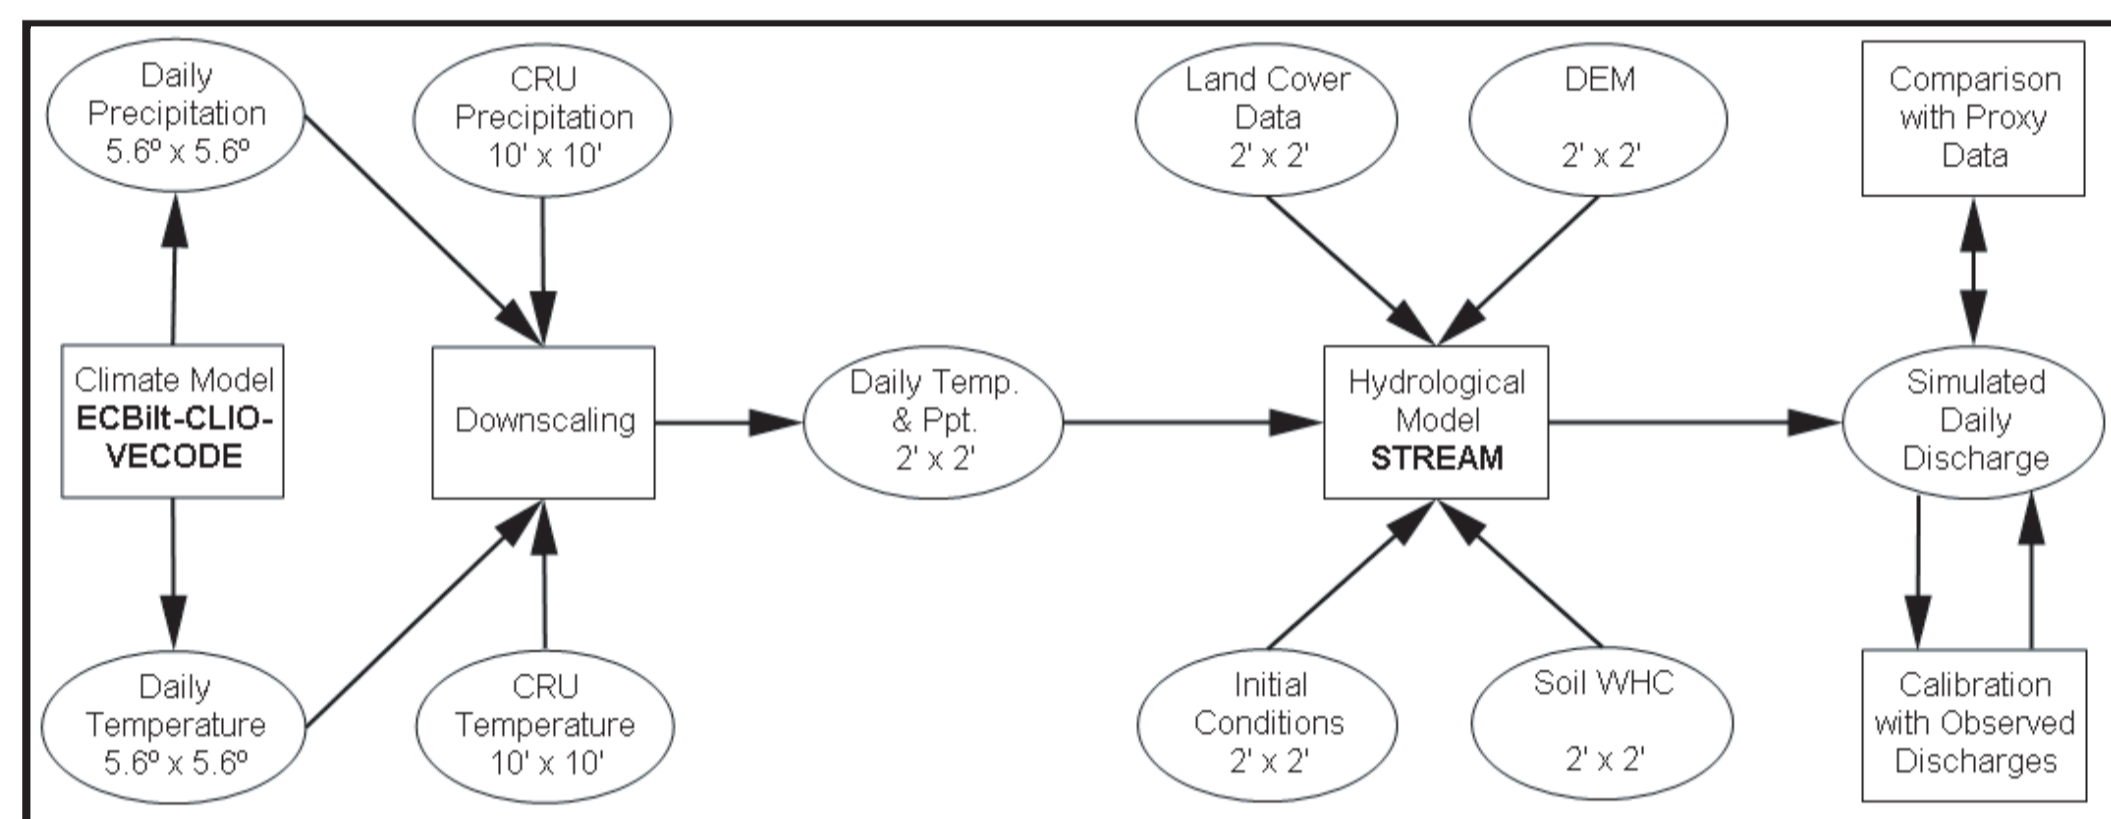 Daily
Precipitation
5.6º x 5.6º
CRU
Precipitation
10' x 10'
Land Cover
Data
2' x 2'
DEM
2' x 2'
Comparison
with Proxy
Data
Climate Model
ECBilt-CLIO-
VECODE
Downscaling
Daily Temp.
& Ppt.
2' x 2'
Hydrological
Model
STREAM
Simulated
Daily
Discharge
Daily
Temperature
5.6º x 5.6º
CRU
Temperature
10' x 10'
Initial
Conditions
2' x 2'
Soil WHC
2' x 2'
Calibration
with Observed
Discharges